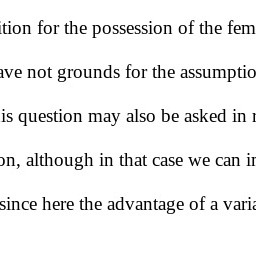 ition for the possession of the fem
ave not grounds for the assumptio
is question may also be asked in r
on, although in that case we can i
since here the advantage of a varia